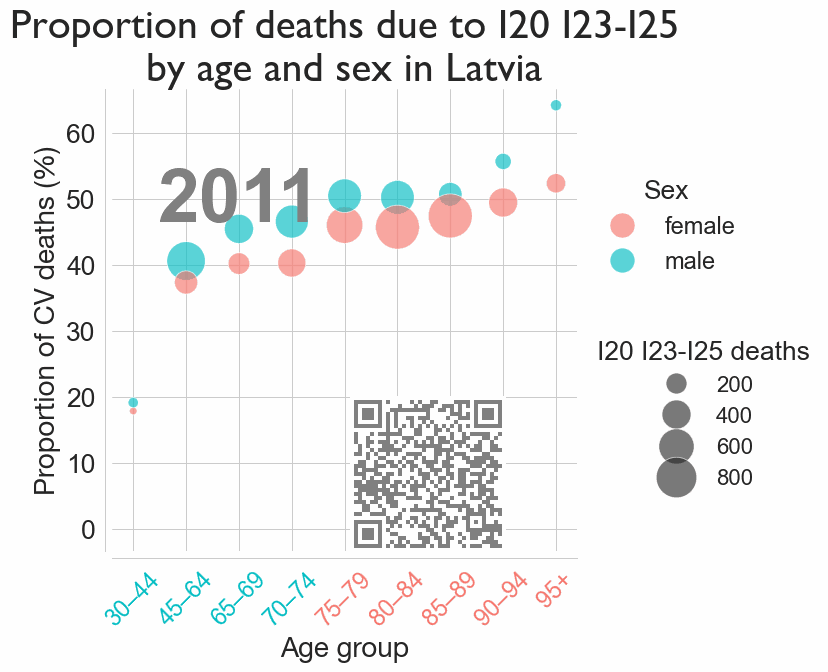 Proportion of deaths due to I20 I23-I25
by age and sex in Latvia
Proportion of CV deaths (%)
60
50
40
30
20
10
0
2011
30–44
45–64
65–69
70–74
75–79
80–84
85–89
90–94
95+
Age group
Sex
female
male
I20 I23-I25 deaths
200
400
600
800